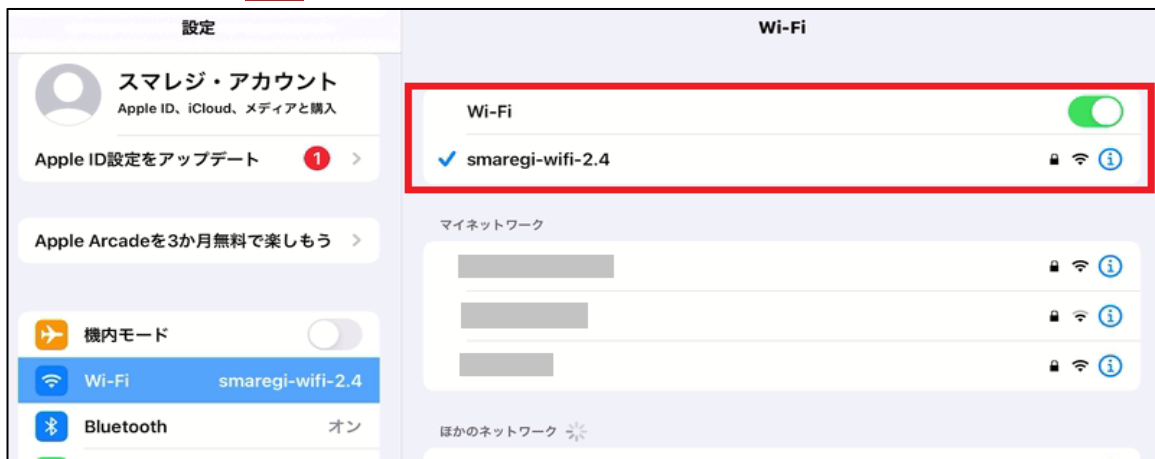 設定
スマレジ・アカウント
Apple ID、iCloud、メディアと購入
Apple ID設定をアップデート 1
Apple Arcadeを3か月無料で楽しもう
機内モード
Wi-Fi smaregi-wifi-2.4
Bluetooth オン
Wi-Fi
Wi-Fi
smaregi-wifi-2.4
マイネットワーク
ほかのネットワーク